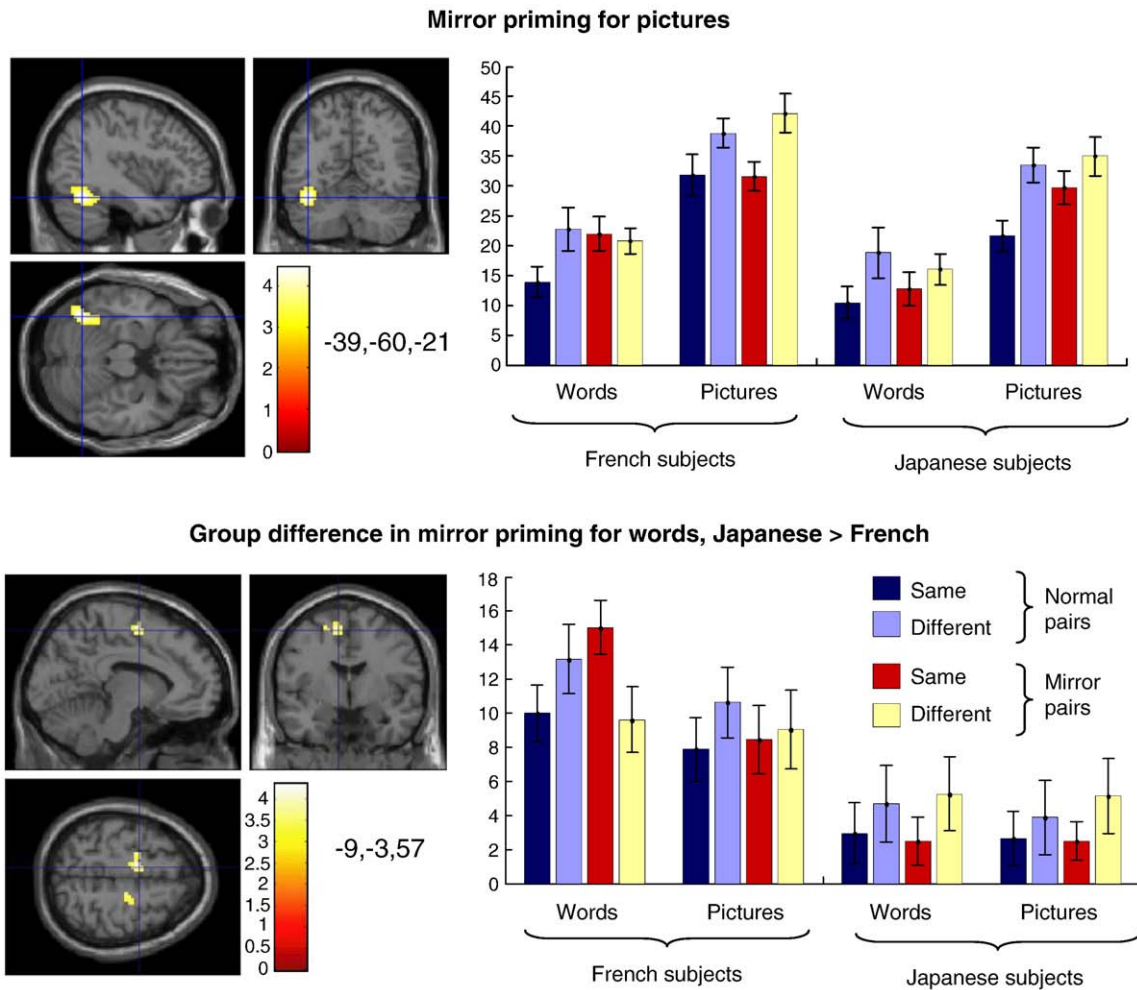 Mirror priming for pictures
-39,-60,-21
4
3
2
1
0
50
45
40
35
30
25
20
15
10
5
0
Words
Pictures
Words
Pictures
French subjects
Japanese subjects
Group difference in mirror priming for words, Japanese > French
-9,-3,57
4
3.5
3
2.5
2
1.5
1
0.5
0
18
16
14
12
10
8
6
4
2
0
Same
Different
Normal
pairs
Same
Different
Mirror
pairs
Words
Pictures
Words
Pictures
French subjects
Japanese subjects